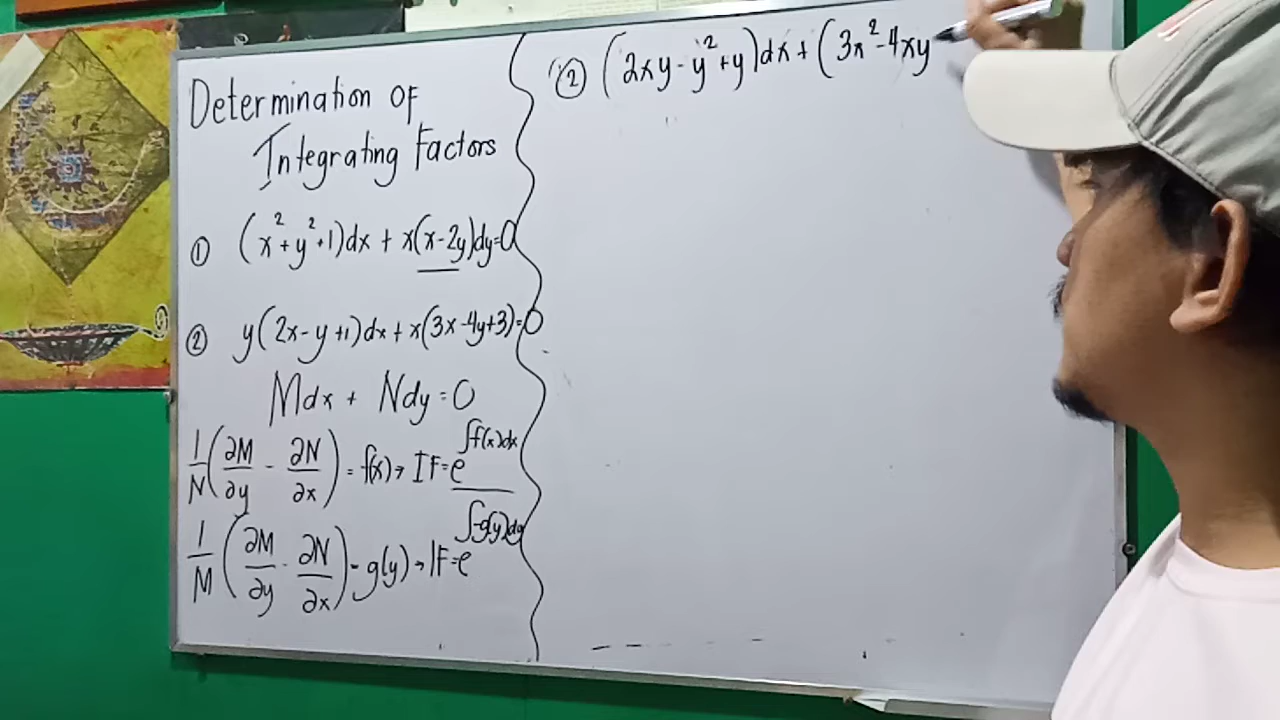 Determination of
Integrating Factors
① (x²+y²+1)dx + x(x-2y)dy=0
② y(2x-y+1)dx+x(3x-4y+3)=0
Mdx + Ndy=0
1/N(∂M/∂y - ∂N/∂x)=f(x)→ IF=e^∫f(x)dx
1/M(∂M/∂y - ∂N/∂x)=g(y)→IF=e^∫-g(y)dy
② (2xy-y²+y)dx+(3x²-4xy